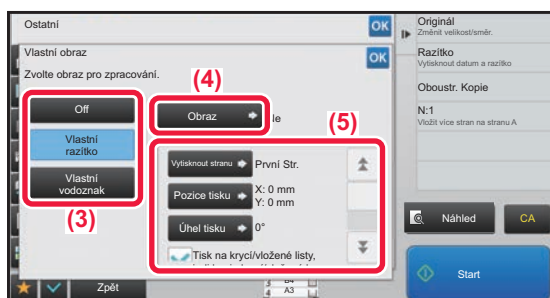 Ostatní
OK
Vlastní obraz
OK
Zvolte obraz pro zpracování.
(4)
Off
Vlastní
razítko
Vlastní
vodoznak
(3)
Obraz
(5)
Vytisknout stranu
První Str.
Pozice tisku
X: 0 mm
Y: 0 mm
Úhel tisku
0°
Tisk na krycí/vložené listy,
Zpět
B4
A3
Originál
Změnit velikost/směr.
Razítko
Vytisknout datum a razítko
Oboustr. Kopie
N:1
Vložit více stran na stranu A
Náhled
CA
Start